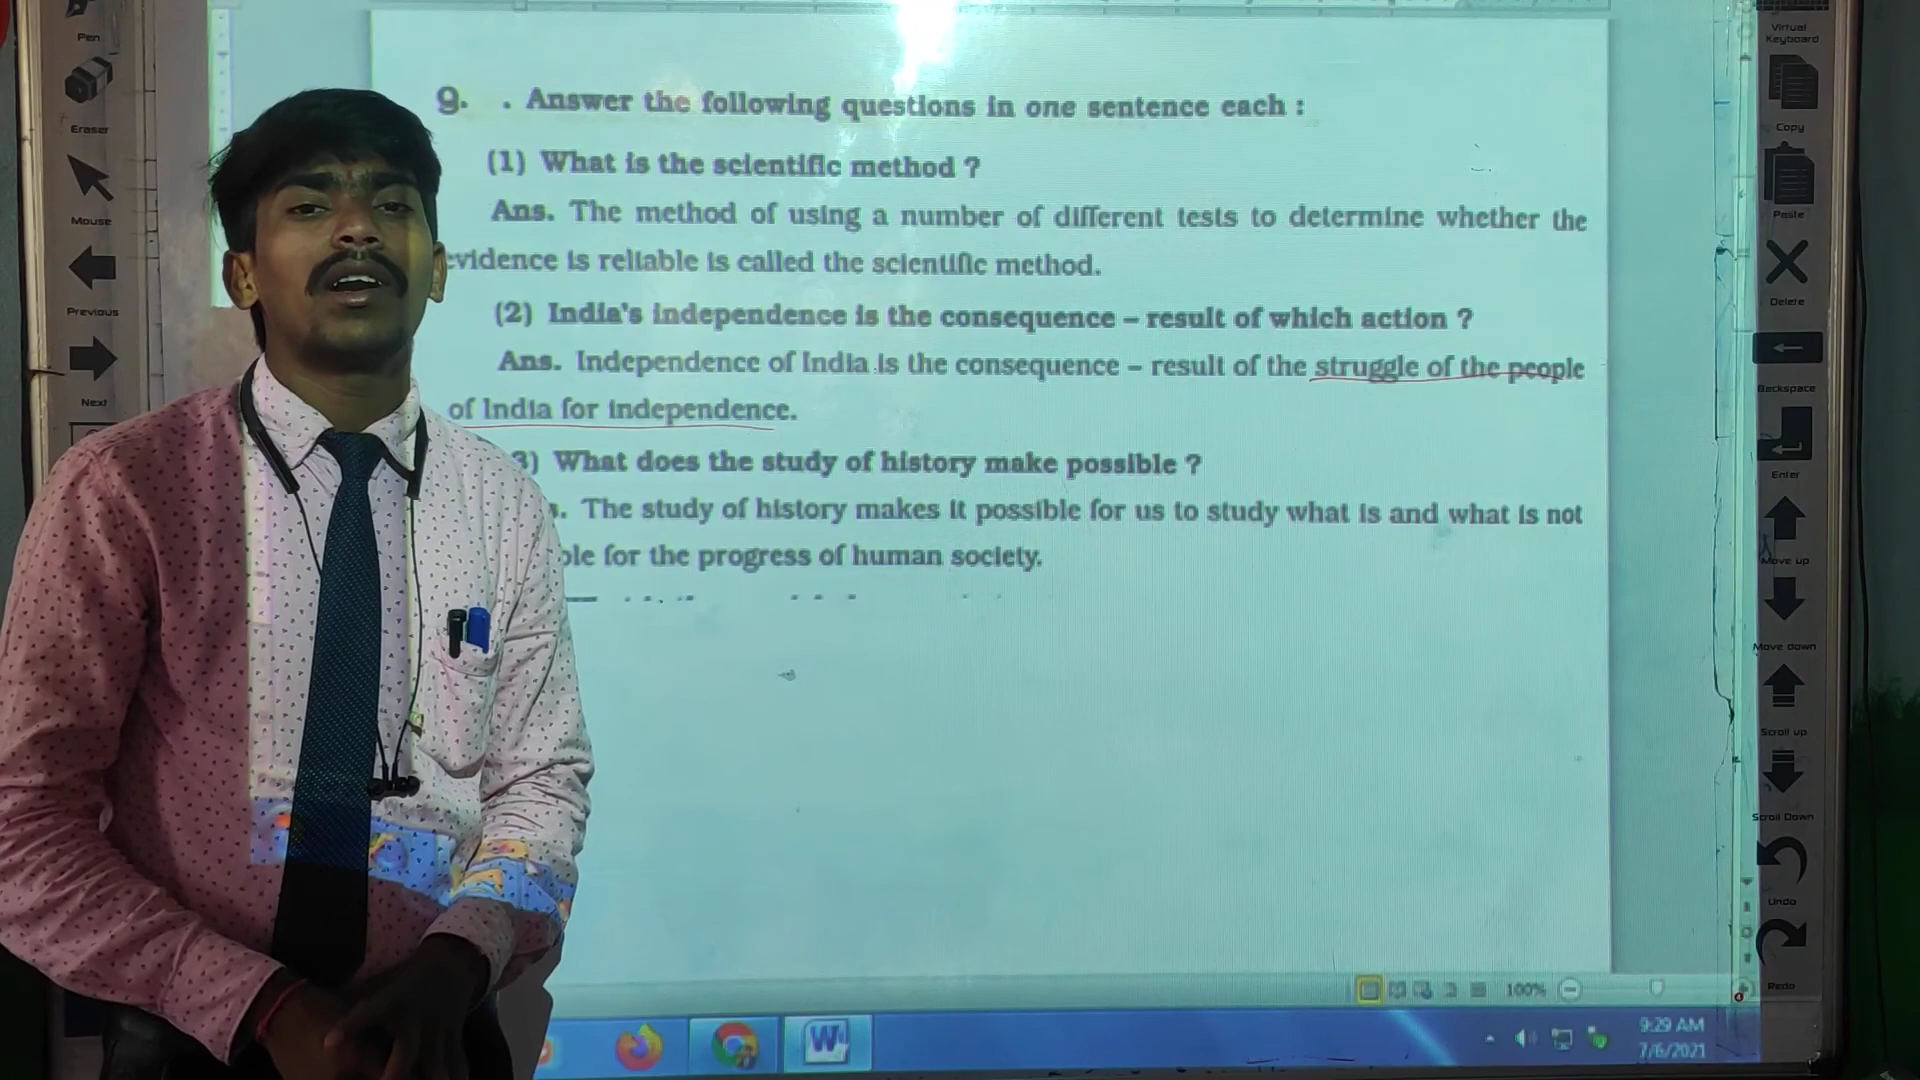 9. . Answer the following questions in one sentence each :
(1) What is the scientific method ?
Ans. The method of using a number of different tests to determine whether the
evidence is reliable is called the scientific method.
(2) India's independence is the consequence – result of which action ?
Ans. Independence of India is the consequence – result of the struggle of the people
of India for independence.
3) What does the study of history make possible ?
s. The study of history makes it possible for us to study what is and what is not
ble for the progress of human society.
Pen
Eraser
Mouse
Previous
Next
Virtual
Keyboard
Copy
Paste
Delete
Backspace
Enter
Move up
Move down
Scroll up
Scroll Down
Undo
Redo
100%
W
9:29 AM
7/6/2021